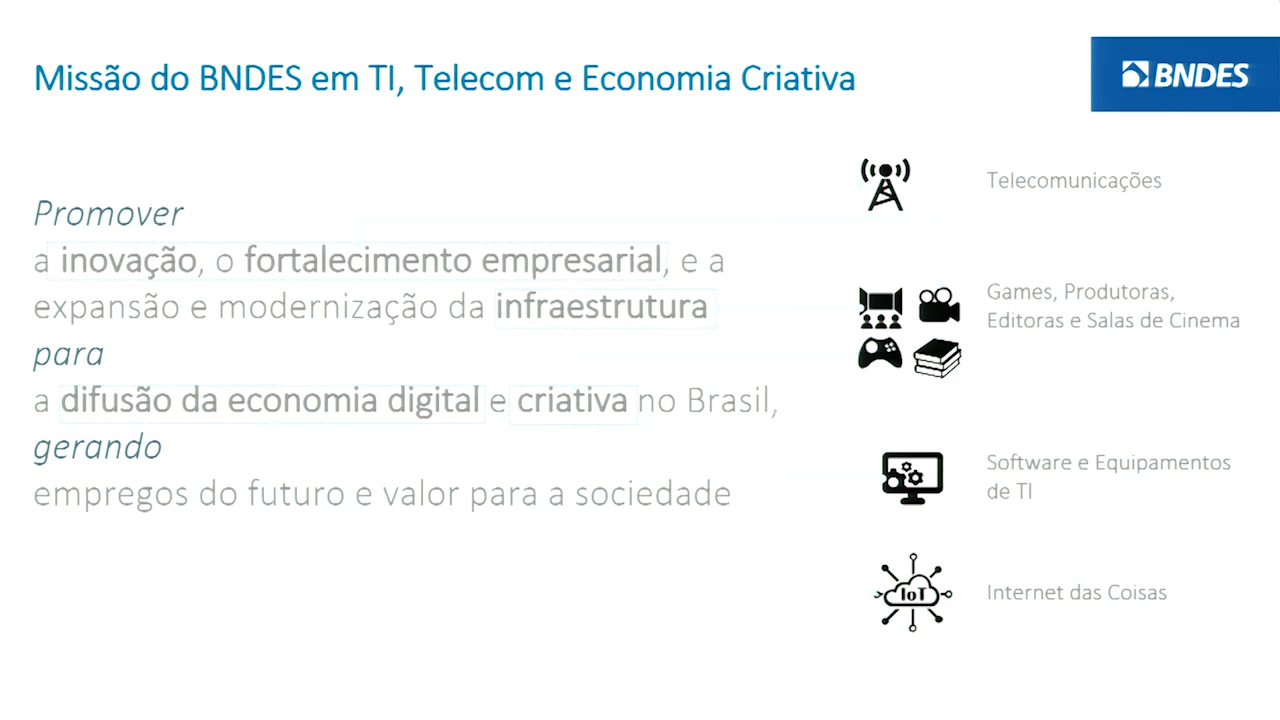 Missão do BNDES em TI, Telecom e Economia Criativa
BNDES
Promover
a inovação, o fortalecimento empresarial, e a
expansão e modernização da infraestrutura
para
a difusão da economia digital e criativa no Brasil,
gerando
empregos do futuro e valor para a sociedade
Telecomunicações
Games, Produtoras,
Editoras e Salas de Cinema
Software e Equipamentos
de TI
IoT
Internet das Coisas